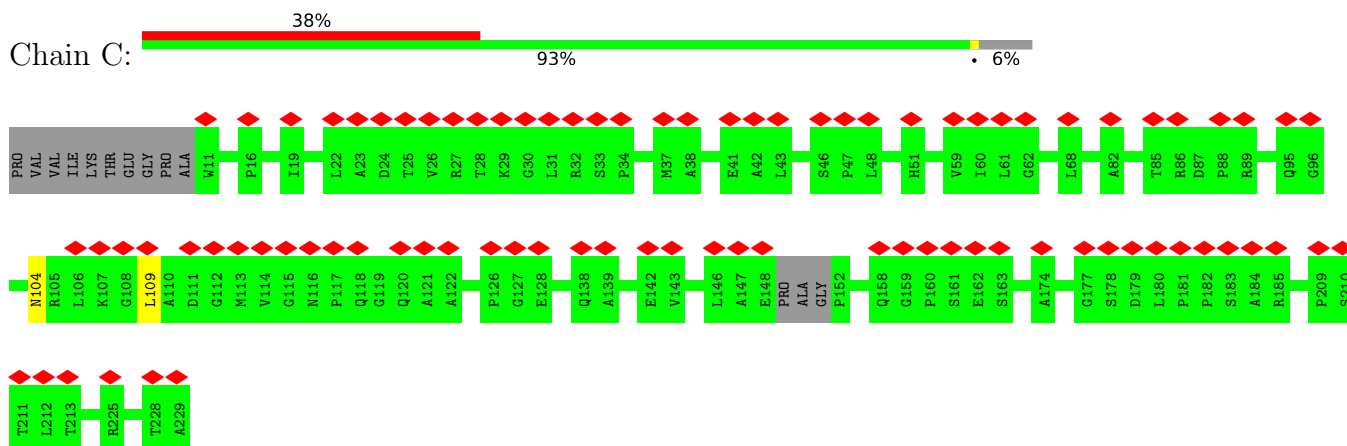 38%
Chain C:
93%
• 6%
PRO VAL VAL ILE LYS THR GLU GLY PRO ALA W11 P16 I19 L22 A23 D24 T25 V26 R27 T28 K29 G30 L31 R32 S33 P34 M37 A38 E41 A42 L43 S46 P47 L48 H51 V59 I60 L61 G62 L68 A82 T85 R86 D87 P88 R89 Q95 G96
N104 R105 L106 K107 G108 L109 A110 D111 G112 M113 V114 G115 N116 P117 Q118 G119 Q120 A121 A122 P126 G127 E128 Q138 A139 E142 V143 L146 A147 E148 PRO ALA GLY P152 Q158 G159 P160 S161 E162 S163 A174 G177 S178 D179 L180 P181 P182 S183 A184 R185 P209 S210
T211 L212 T213 R225 T228 A229